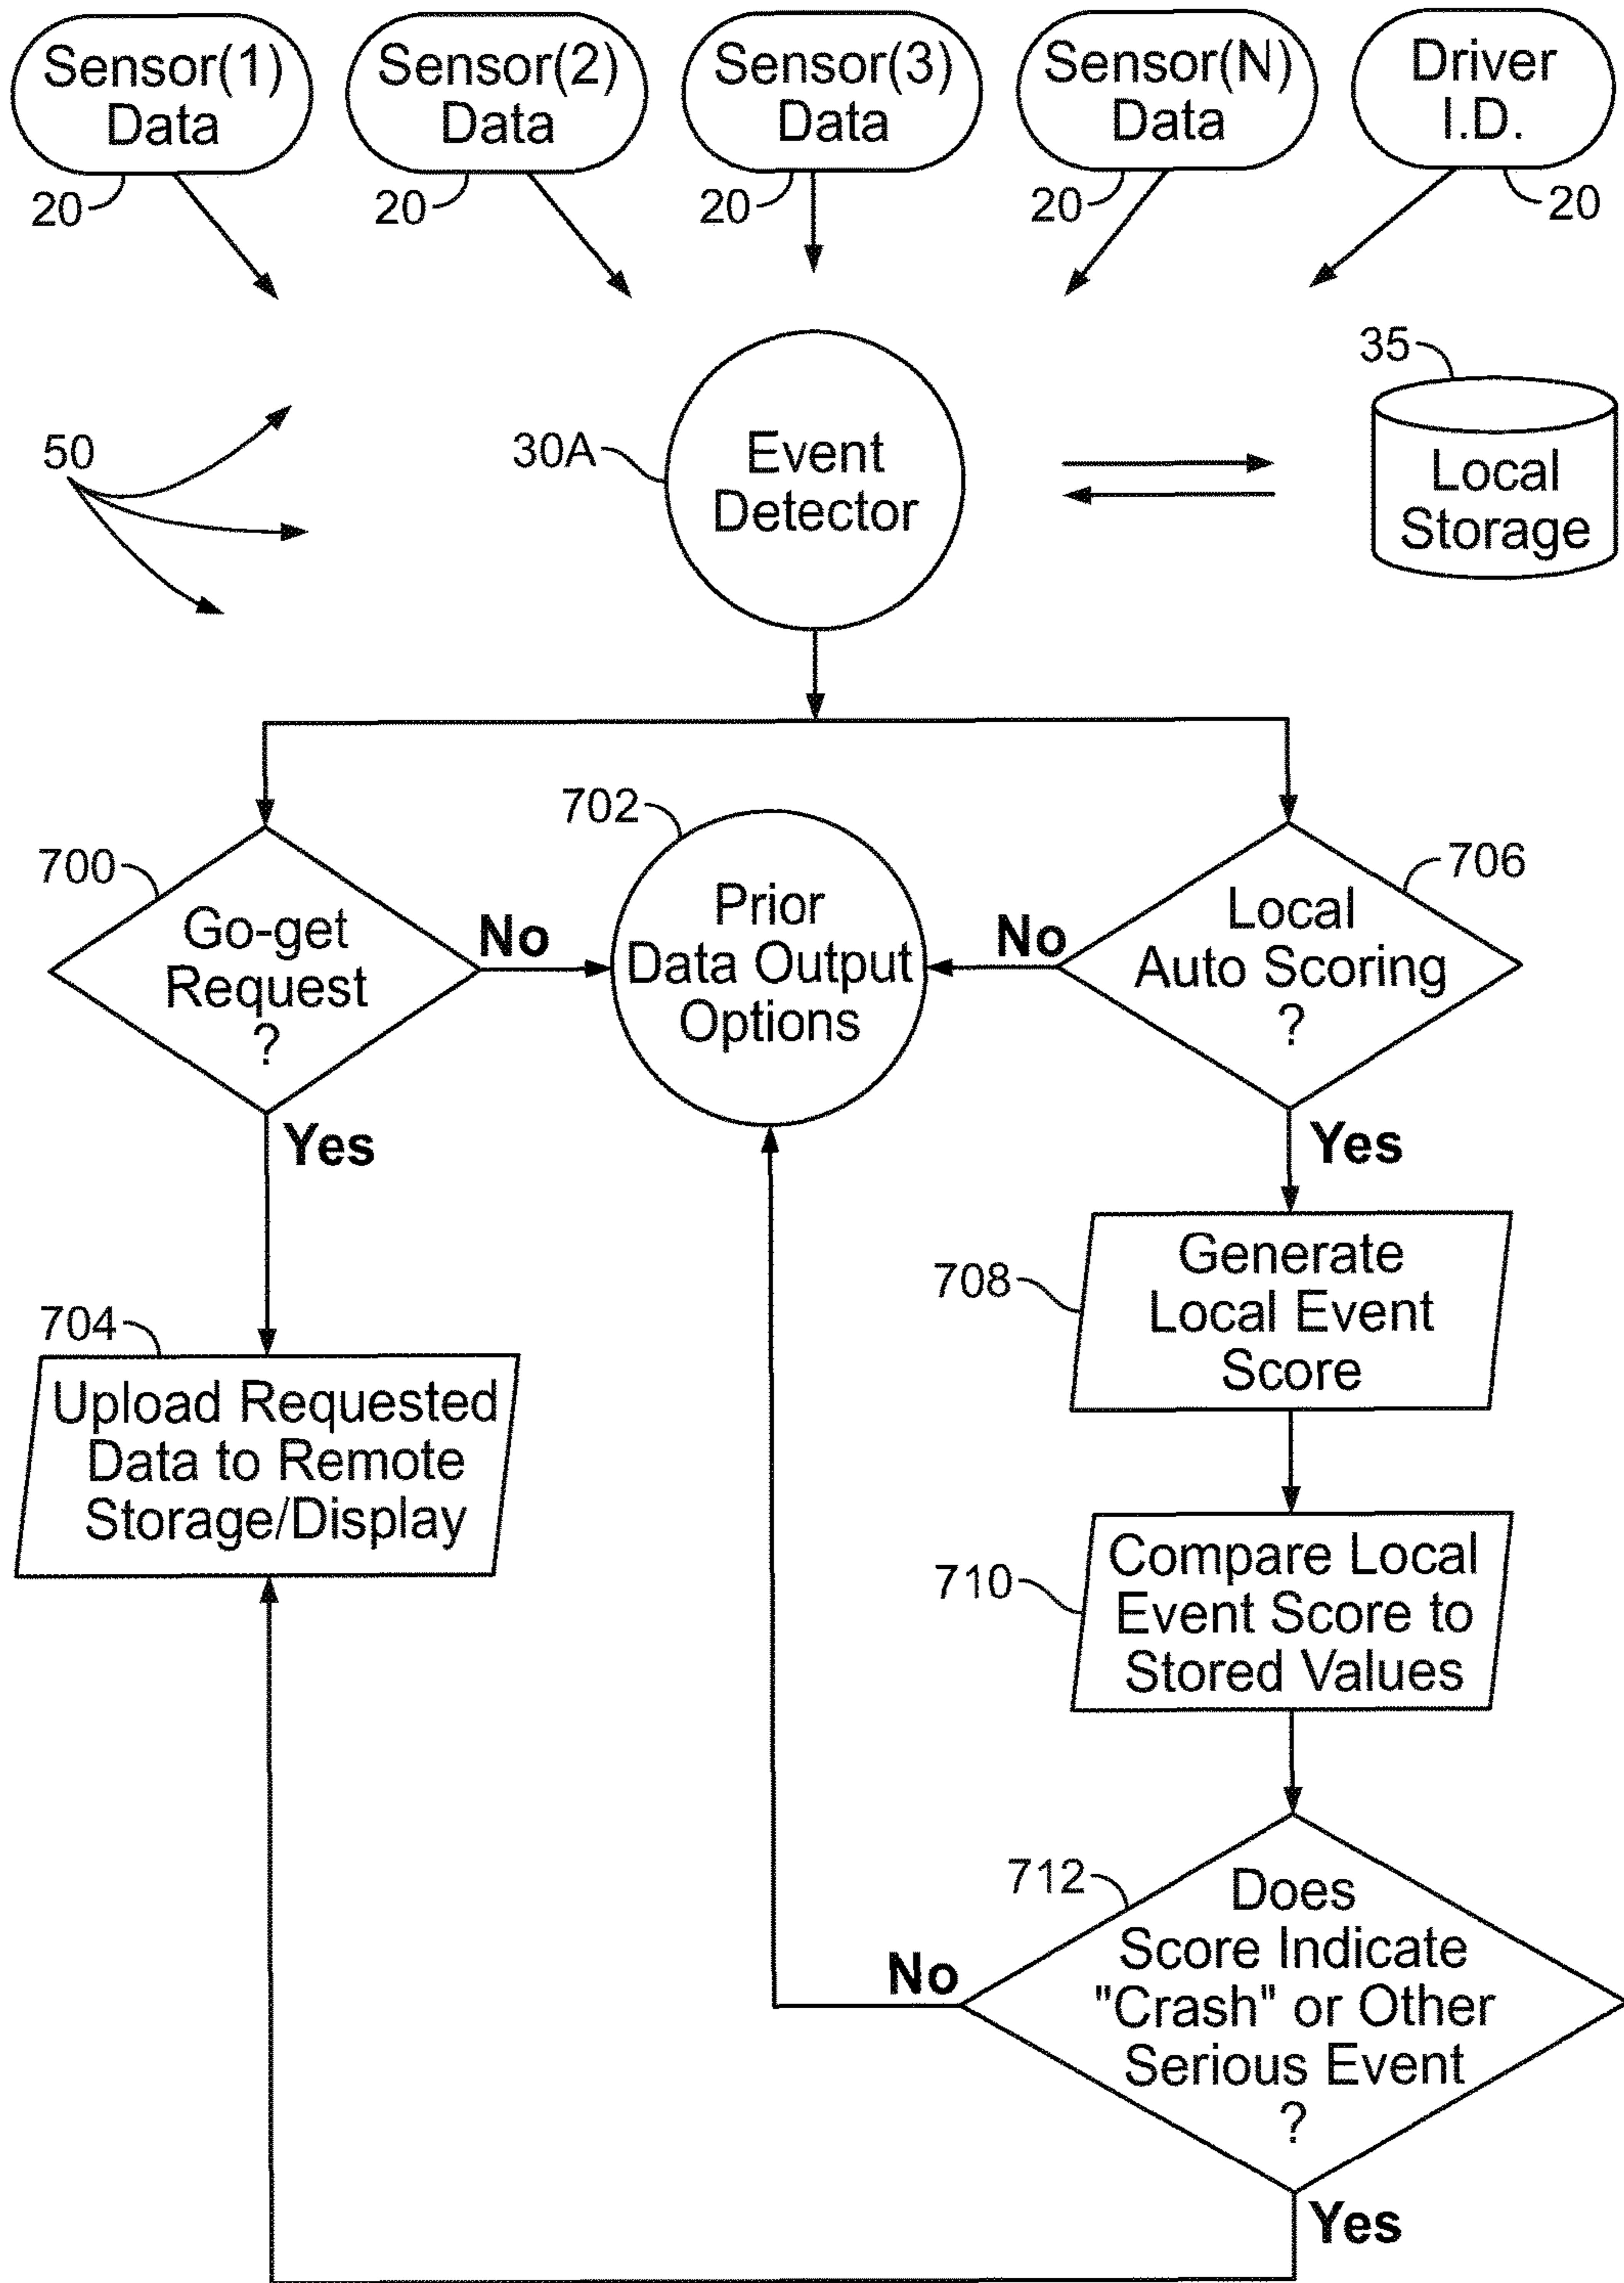 Sensor(1)
Data
Sensor(2)
Data
Sensor(3)
Data
Sensor(N)
Data
Driver
I.D.
20
20
20
20
20
35
50
30A
Event
Detector
Local
Storage
702
700
706
Go-get
Request
?
No
Prior
Data Output
Options
No
Local
Auto Scoring
?
Yes
Yes
708
Generate
Local Event
Score
704
Upload Requested
Data to Remote
Storage/Display
710
Compare Local
Event Score to
Stored Values
712
Does
Score Indicate
"Crash" or Other
Serious Event
?
No
Yes